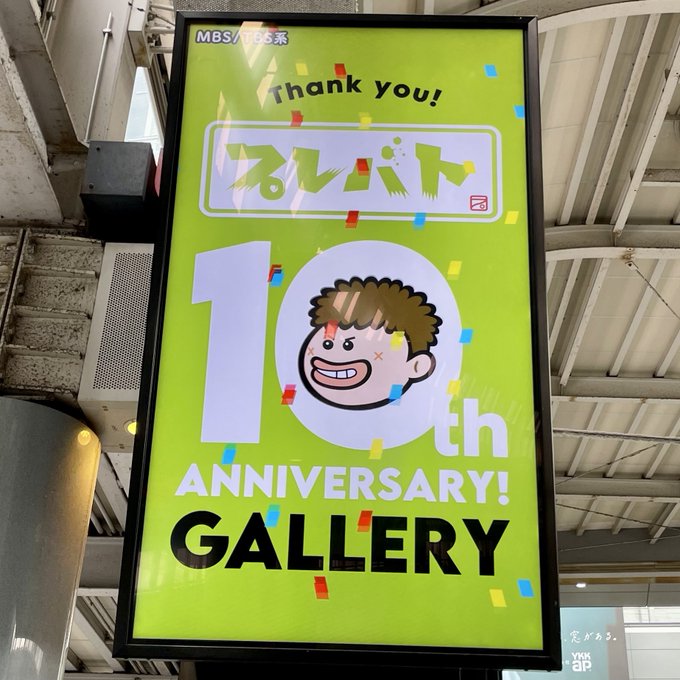 MBS/TBS系
Thank you!
プレバト
10th
ANNIVERSARY!
GALLERY
窓がある。
YKK
ap